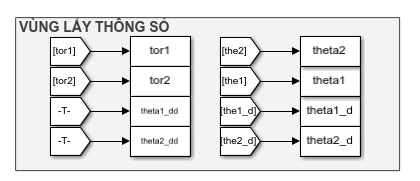 VÙNG LẤY THÔNG SỐ
[tor1] tor1 [the2] theta2
[tor2] tor2 [the1] theta1
-T- theta1_dd [the1_d] theta1_d
-T- theta2_dd [the2_d] theta2_d